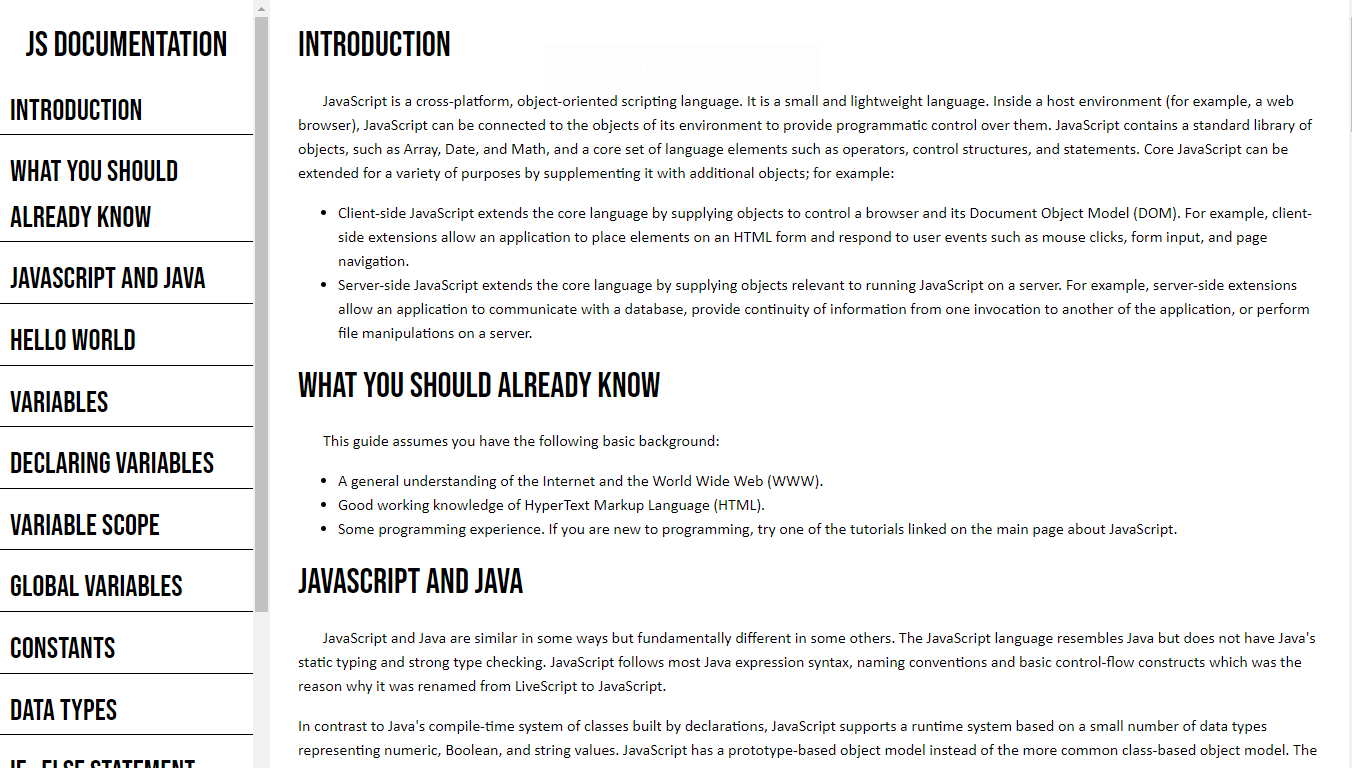 JS DOCUMENTATION
INTRODUCTION
WHAT YOU SHOULD
ALREADY KNOW
JAVASCRIPT AND JAVA
HELLO WORLD
VARIABLES
DECLARING VARIABLES
VARIABLE SCOPE
GLOBAL VARIABLES
CONSTANTS
DATA TYPES
IF...ELSE STATEMENT
INTRODUCTION
JavaScript is a cross-platform, object-oriented scripting language. It is a small and lightweight language. Inside a host environment (for example, a web
browser), JavaScript can be connected to the objects of its environment to provide programmatic control over them. JavaScript contains a standard library of
objects, such as Array, Date, and Math, and a core set of language elements such as operators, control structures, and statements. Core JavaScript can be
extended for a variety of purposes by supplementing it with additional objects; for example:
• Client-side JavaScript extends the core language by supplying objects to control a browser and its Document Object Model (DOM). For example, client-
side extensions allow an application to place elements on an HTML form and respond to user events such as mouse clicks, form input, and page
navigation.
• Server-side JavaScript extends the core language by supplying objects relevant to running JavaScript on a server. For example, server-side extensions
allow an application to communicate with a database, provide continuity of information from one invocation to another of the application, or perform
file manipulations on a server.
WHAT YOU SHOULD ALREADY KNOW
This guide assumes you have the following basic background:
• A general understanding of the Internet and the World Wide Web (WWW).
• Good working knowledge of HyperText Markup Language (HTML).
• Some programming experience. If you are new to programming, try one of the tutorials linked on the main page about JavaScript.
JAVASCRIPT AND JAVA
JavaScript and Java are similar in some ways but fundamentally different in some others. The JavaScript language resembles Java but does not have Java's
static typing and strong type checking. JavaScript follows most Java expression syntax, naming conventions and basic control-flow constructs which was the
reason why it was renamed from LiveScript to JavaScript.
In contrast to Java's compile-time system of classes built by declarations, JavaScript supports a runtime system based on a small number of data types
representing numeric, Boolean, and string values. JavaScript has a prototype-based object model instead of the more common class-based object model. The